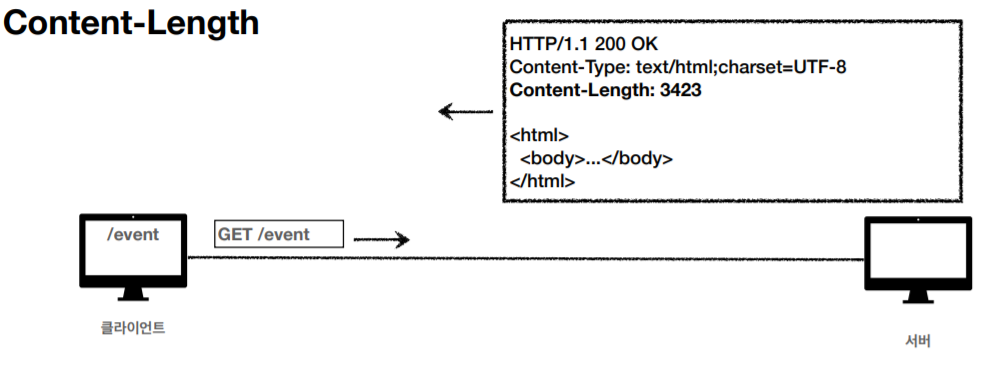 Content-Length
HTTP/1.1 200 OK
Content-Type: text/html;charset=UTF-8
Content-Length: 3423
<html>
<body>...</body>
</html>
/event
GET /event
클라이언트
서버